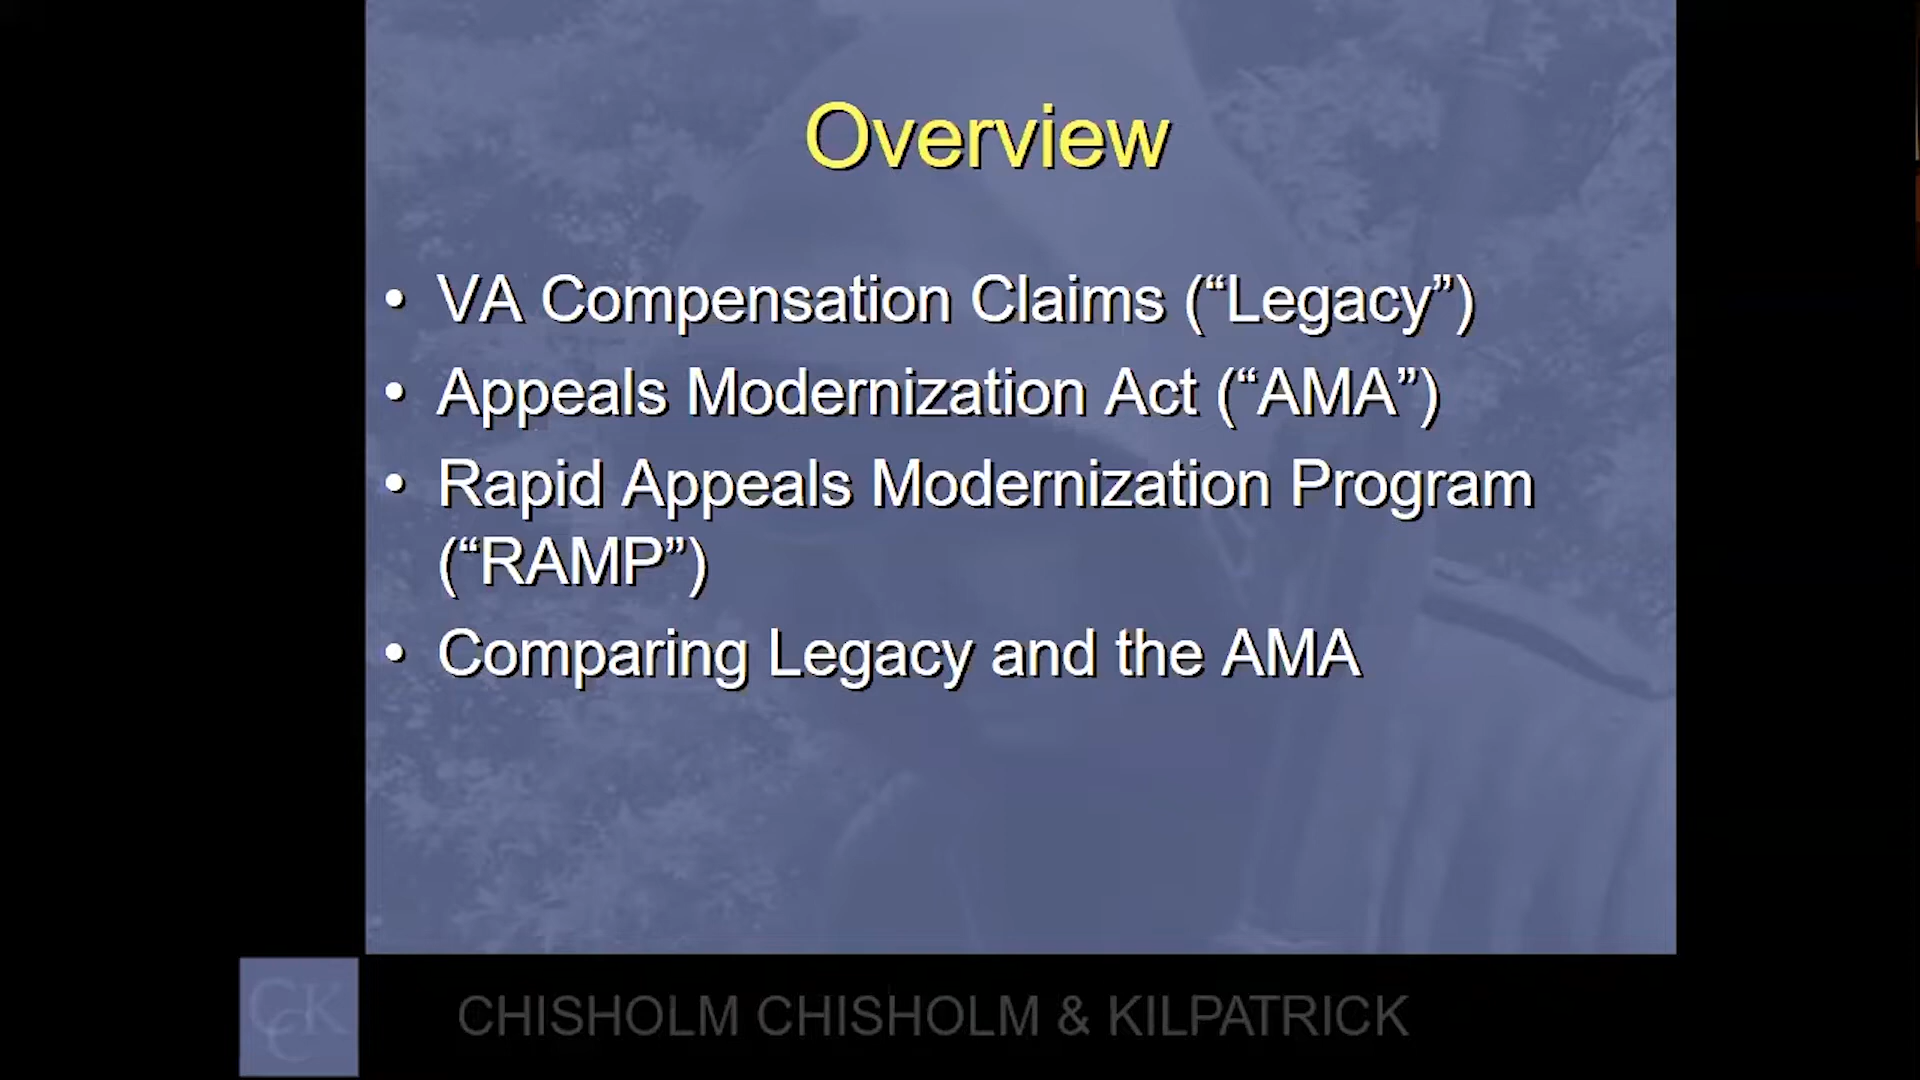 Overview
• VA Compensation Claims (“Legacy”)
• Appeals Modernization Act (“AMA”)
• Rapid Appeals Modernization Program
(“RAMP”)
• Comparing Legacy and the AMA
CCK
CHISHOLM CHISHOLM & KILPATRICK